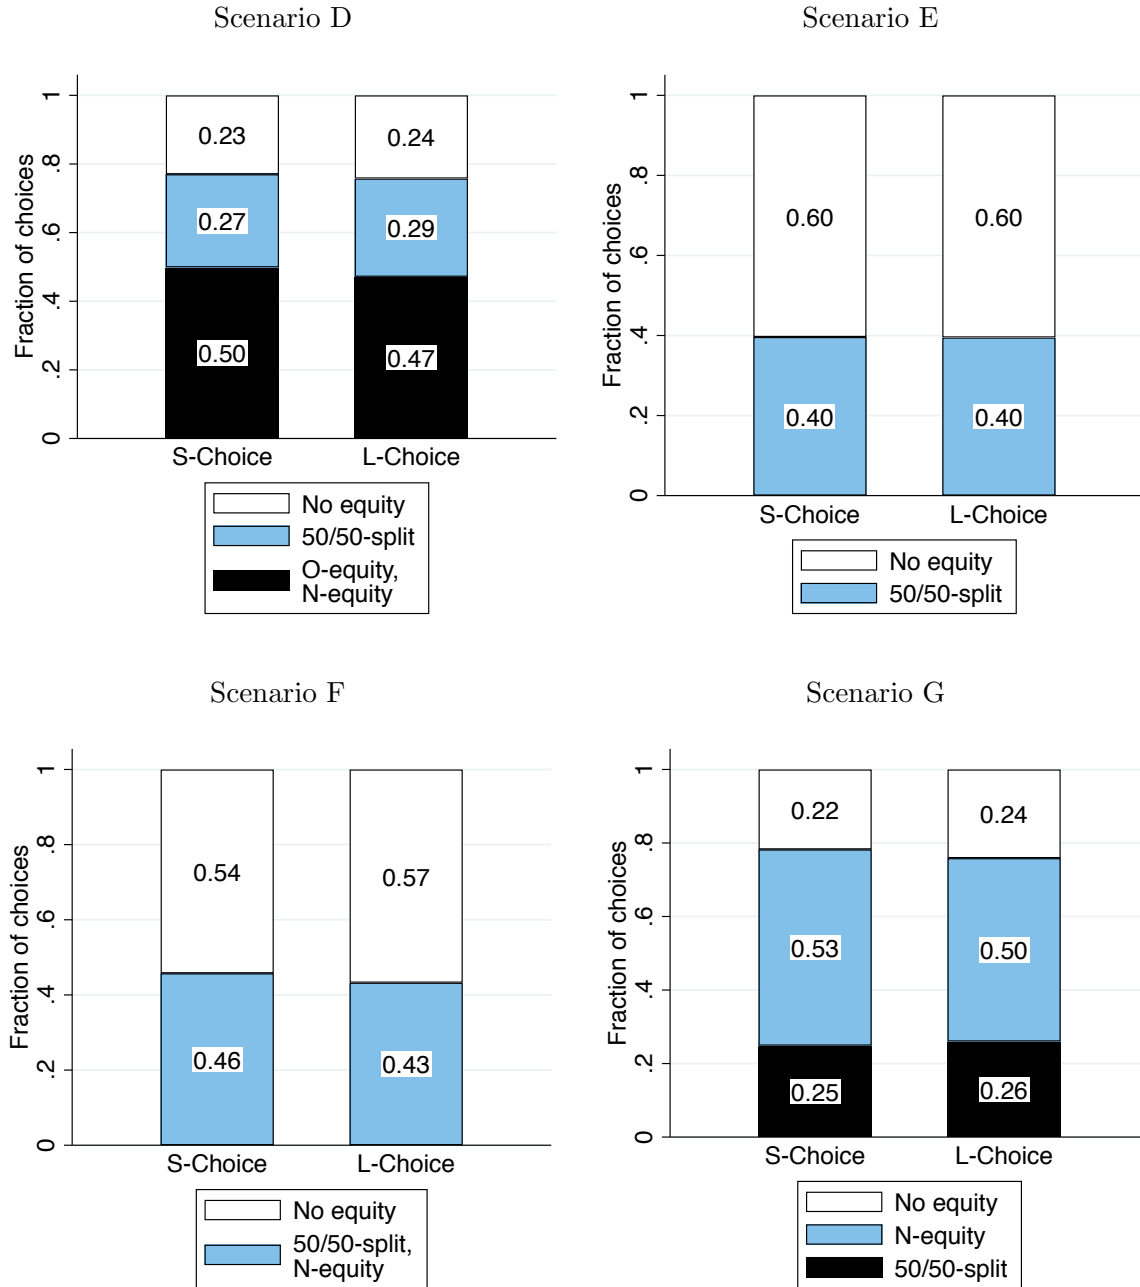 Scenario D
Fraction of choices
1
.8
.6
.4
.2
0
0.23
0.24
0.27
0.29
0.50
0.47
S-Choice
L-Choice
No equity
50/50-split
O-equity,
N-equity
Scenario E
Fraction of choices
1
.8
.6
.4
.2
0
0.60
0.60
0.40
0.40
S-Choice
L-Choice
No equity
50/50-split
Scenario F
Fraction of choices
1
.8
.6
.4
.2
0
0.54
0.57
0.46
0.43
S-Choice
L-Choice
No equity
50/50-split,
N-equity
Scenario G
Fraction of choices
1
.8
.6
.4
.2
0
0.22
0.24
0.53
0.50
0.25
0.26
S-Choice
L-Choice
No equity
N-equity
50/50-split